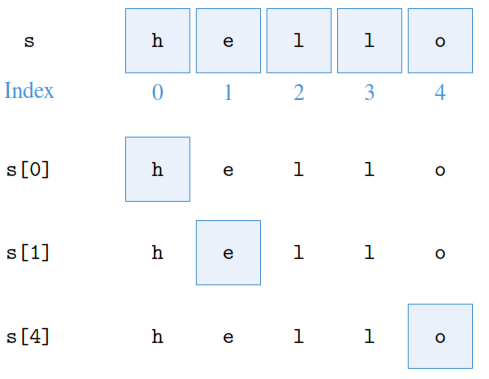 s h e l l o
Index 0 1 2 3 4
s[0] h e l l o
s[1] h e l l o
s[4] h e l l o